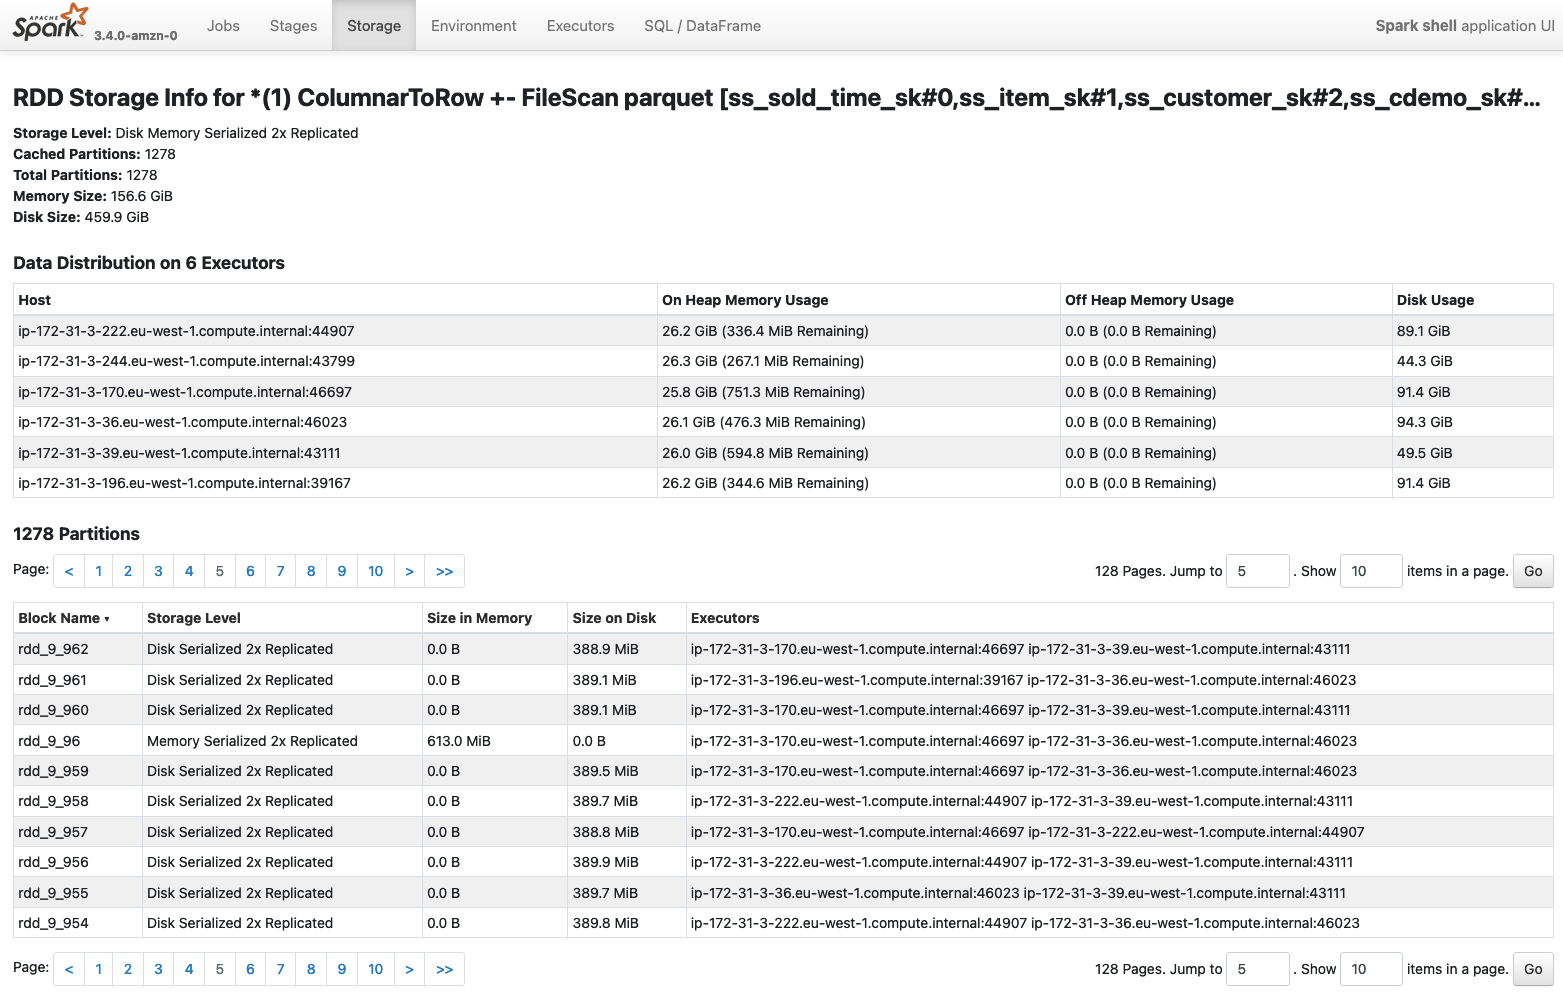 APACHE
Spark 3.4.0-amzn-0 Jobs Stages Storage Environment Executors SQL / DataFrame Spark shell application UI
RDD Storage Info for *(1) ColumnarToRow +- FileScan parquet [ss_sold_time_sk#0,ss_item_sk#1,ss_customer_sk#2,ss_cdemo_sk#...
Storage Level: Disk Memory Serialized 2x Replicated
Cached Partitions: 1278
Total Partitions: 1278
Memory Size: 156.6 GiB
Disk Size: 459.9 GiB
Data Distribution on 6 Executors
Host On Heap Memory Usage Off Heap Memory Usage Disk Usage
ip-172-31-3-222.eu-west-1.compute.internal:44907 26.2 GiB (336.4 MiB Remaining) 0.0 B (0.0 B Remaining) 89.1 GiB
ip-172-31-3-244.eu-west-1.compute.internal:43799 26.3 GiB (267.1 MiB Remaining) 0.0 B (0.0 B Remaining) 44.3 GiB
ip-172-31-3-170.eu-west-1.compute.internal:46697 25.8 GiB (751.3 MiB Remaining) 0.0 B (0.0 B Remaining) 91.4 GiB
ip-172-31-3-36.eu-west-1.compute.internal:46023 26.1 GiB (476.3 MiB Remaining) 0.0 B (0.0 B Remaining) 94.3 GiB
ip-172-31-3-39.eu-west-1.compute.internal:43111 26.0 GiB (594.8 MiB Remaining) 0.0 B (0.0 B Remaining) 49.5 GiB
ip-172-31-3-196.eu-west-1.compute.internal:39167 26.2 GiB (344.6 MiB Remaining) 0.0 B (0.0 B Remaining) 91.4 GiB
1278 Partitions
Page: < 1 2 3 4 5 6 7 8 9 10 > >> 128 Pages. Jump to 5 . Show 10 items in a page. Go
Block Name ▾ Storage Level Size in Memory Size on Disk Executors
rdd_9_962 Disk Serialized 2x Replicated 0.0 B 388.9 MiB ip-172-31-3-170.eu-west-1.compute.internal:46697 ip-172-31-3-39.eu-west-1.compute.internal:43111
rdd_9_961 Disk Serialized 2x Replicated 0.0 B 389.1 MiB ip-172-31-3-196.eu-west-1.compute.internal:39167 ip-172-31-3-36.eu-west-1.compute.internal:46023
rdd_9_960 Disk Serialized 2x Replicated 0.0 B 389.1 MiB ip-172-31-3-170.eu-west-1.compute.internal:46697 ip-172-31-3-39.eu-west-1.compute.internal:43111
rdd_9_96 Memory Serialized 2x Replicated 613.0 MiB 0.0 B ip-172-31-3-170.eu-west-1.compute.internal:46697 ip-172-31-3-36.eu-west-1.compute.internal:46023
rdd_9_959 Disk Serialized 2x Replicated 0.0 B 389.5 MiB ip-172-31-3-170.eu-west-1.compute.internal:46697 ip-172-31-3-36.eu-west-1.compute.internal:46023
rdd_9_958 Disk Serialized 2x Replicated 0.0 B 389.7 MiB ip-172-31-3-222.eu-west-1.compute.internal:44907 ip-172-31-3-39.eu-west-1.compute.internal:43111
rdd_9_957 Disk Serialized 2x Replicated 0.0 B 388.8 MiB ip-172-31-3-170.eu-west-1.compute.internal:46697 ip-172-31-3-222.eu-west-1.compute.internal:44907
rdd_9_956 Disk Serialized 2x Replicated 0.0 B 389.9 MiB ip-172-31-3-222.eu-west-1.compute.internal:44907 ip-172-31-3-39.eu-west-1.compute.internal:43111
rdd_9_955 Disk Serialized 2x Replicated 0.0 B 389.7 MiB ip-172-31-3-36.eu-west-1.compute.internal:46023 ip-172-31-3-39.eu-west-1.compute.internal:43111
rdd_9_954 Disk Serialized 2x Replicated 0.0 B 389.8 MiB ip-172-31-3-222.eu-west-1.compute.internal:44907 ip-172-31-3-36.eu-west-1.compute.internal:46023
Page: < 1 2 3 4 5 6 7 8 9 10 > >> 128 Pages. Jump to 5 . Show 10 items in a page. Go